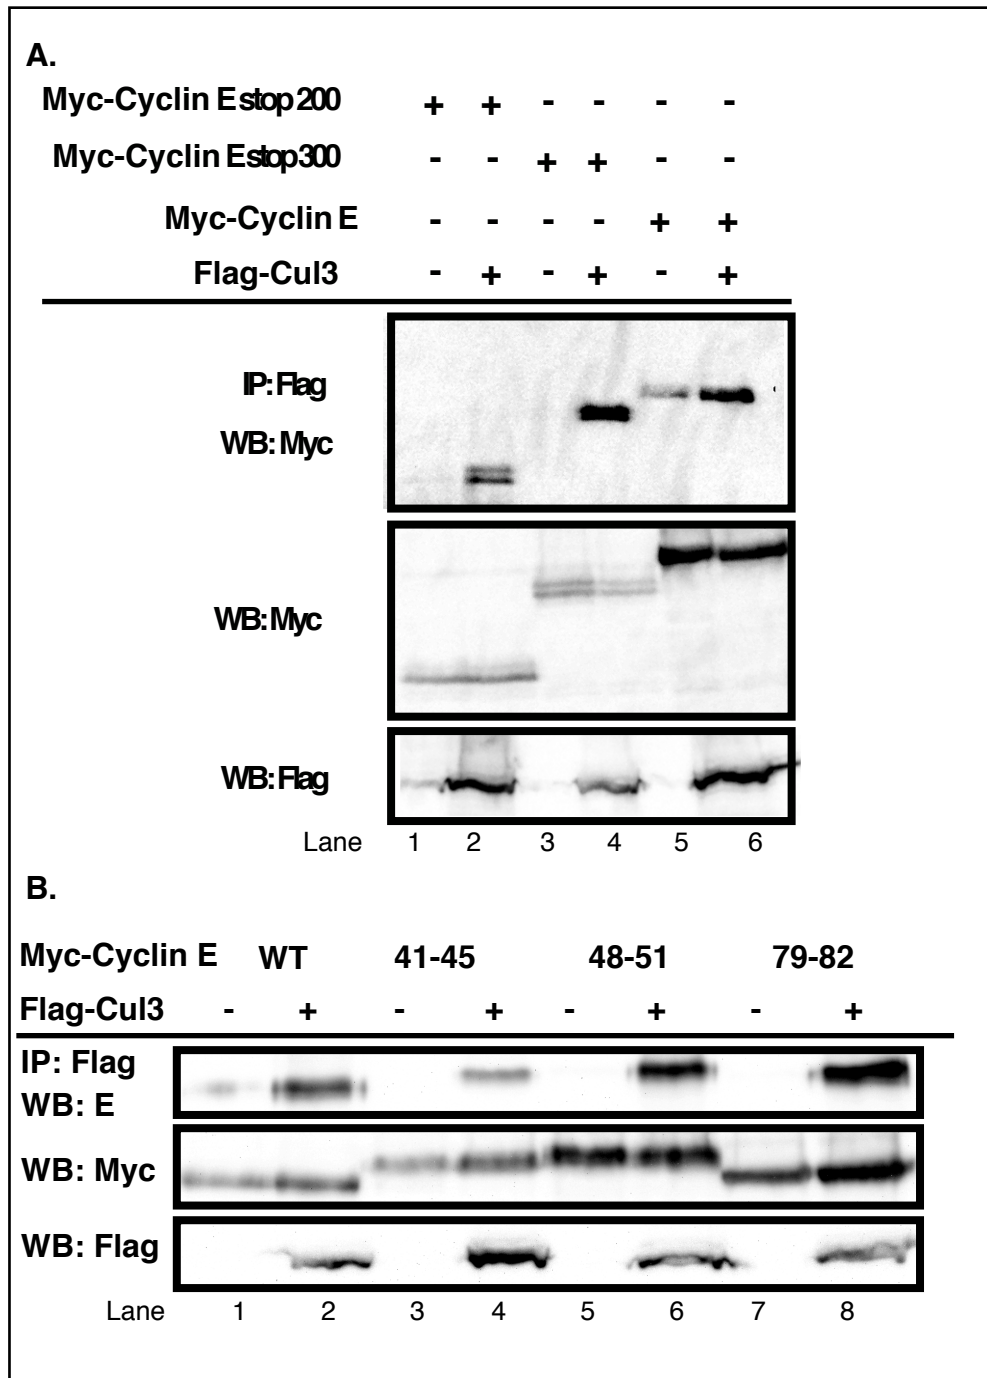 A.
Myc-Cyclin Estop200 + + - - - -
Myc-Cyclin Estop300 - - + + - -
Myc-Cyclin E - - - - + +
Flag-Cul3 - + - + - +
IP: Flag
WB: Myc
WB: Myc
WB: Flag
Lane 1 2 3 4 5 6
B.
Myc-Cyclin E WT 41-45 48-51 79-82
Flag-Cul3 - + - + - + - +
IP: Flag
WB: E
WB: Myc
WB: Flag
Lane 1 2 3 4 5 6 7 8